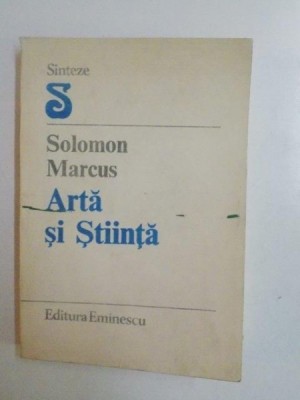 Sinteze
S
Solomon
Marcus
Artă
și Știință
Editura Eminescu